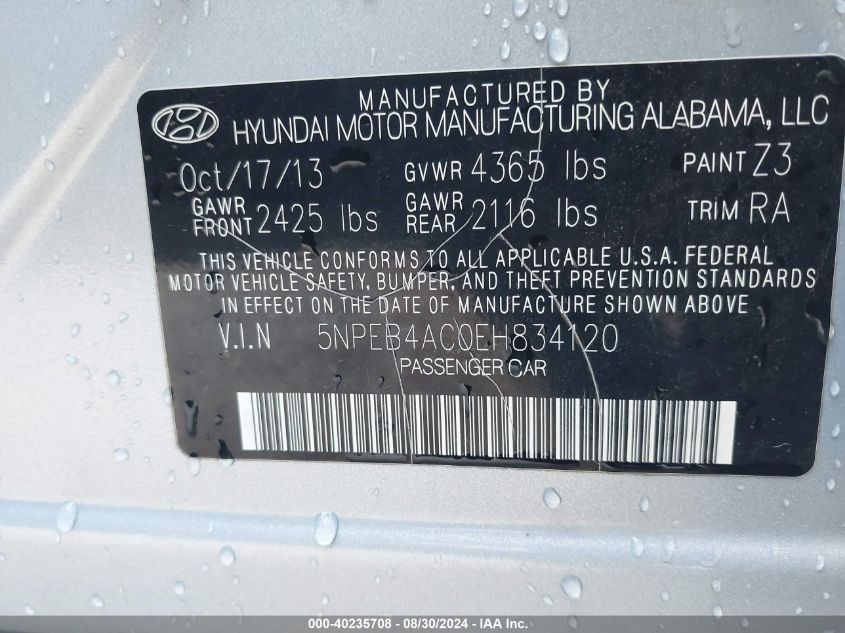 MANUFACTURED BY
HYUNDAI MOTOR MANUFACTURING ALABAMA, LLC
Oct/17/13 GVWR 4365 lbs PAINT Z3
GAWR FRONT 2425 lbs GAWR REAR 2116 lbs TRIM RA
THIS VEHICLE CONFORMS TO ALL APPLICABLE U.S.A. FEDERAL
MOTOR VEHICLE SAFETY, BUMPER, AND THEFT PREVENTION STANDARDS
IN EFFECT ON THE DATE OF MANUFACTURE SHOWN ABOVE.
V.I.N 5NPEB4AC0EH834120
PASSENGER CAR
000-40235708 - 08/30/2024 - IAA Inc.